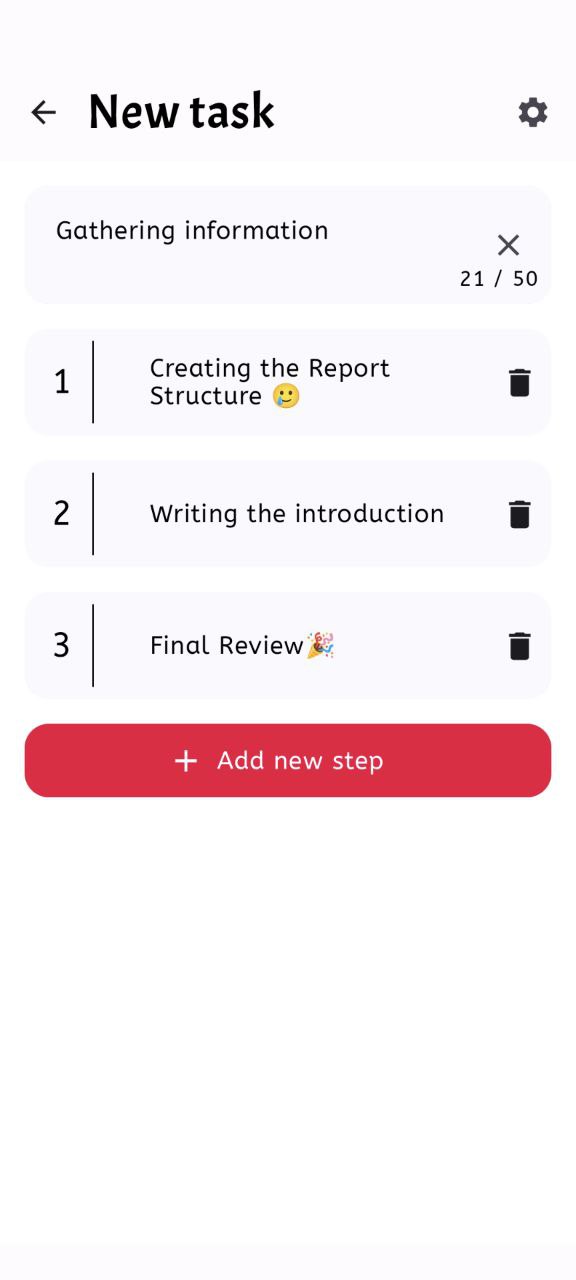 New task
Gathering information
21 / 50
1
Creating the Report
Structure 🥲
2
Writing the introduction
3
Final Review🎉
+ Add new step